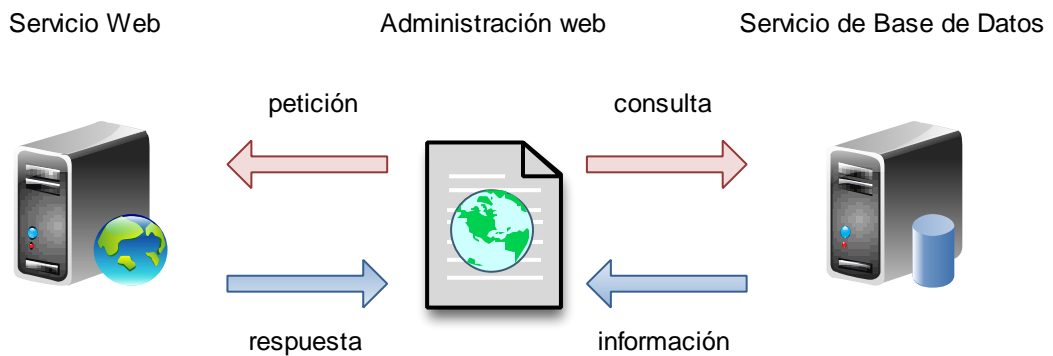 Servicio Web
Administración web
Servicio de Base de Datos
petición
consulta
respuesta
información